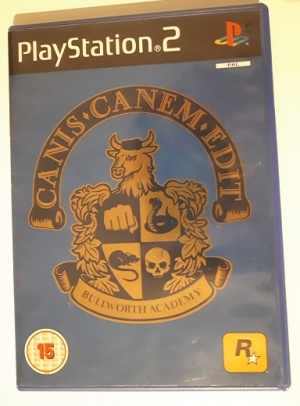 PlayStation®2
PAL
CANIS·CANEM·EDIT
BULLWORTH ACADEMY
15
R